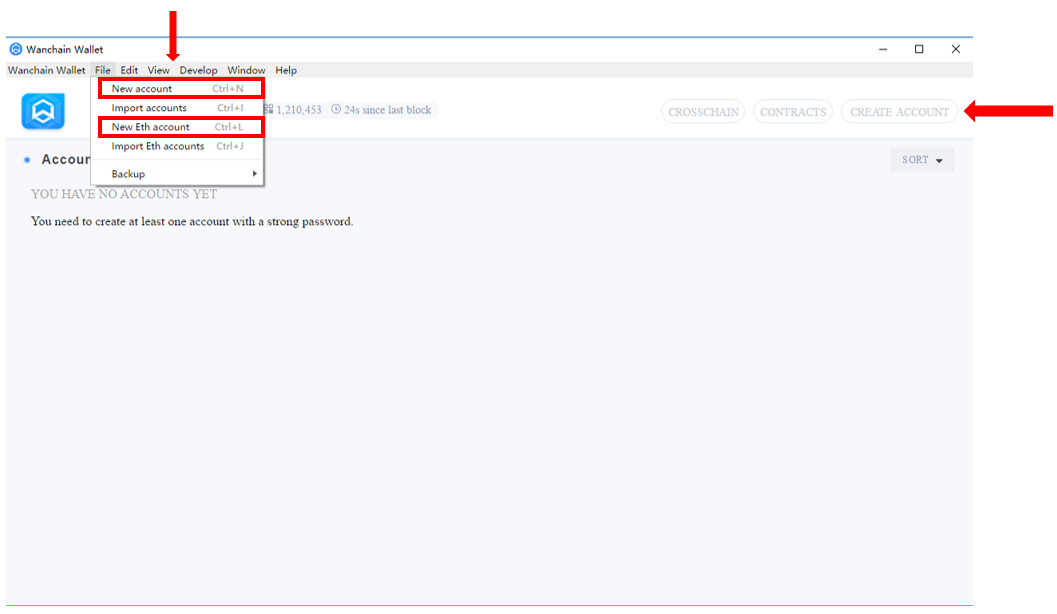 Wanchain Wallet
Wanchain Wallet File Edit View Develop Window Help
New account Ctrl+N
Import accounts Ctrl+I
New Eth account Ctrl+L
Import Eth accounts Ctrl+J
Backup
1,210,453 24s since last block
CROSSCHAIN CONTRACTS CREATE ACCOUNT
Accoun
SORT
YOU HAVE NO ACCOUNTS YET
You need to create at least one account with a strong password.